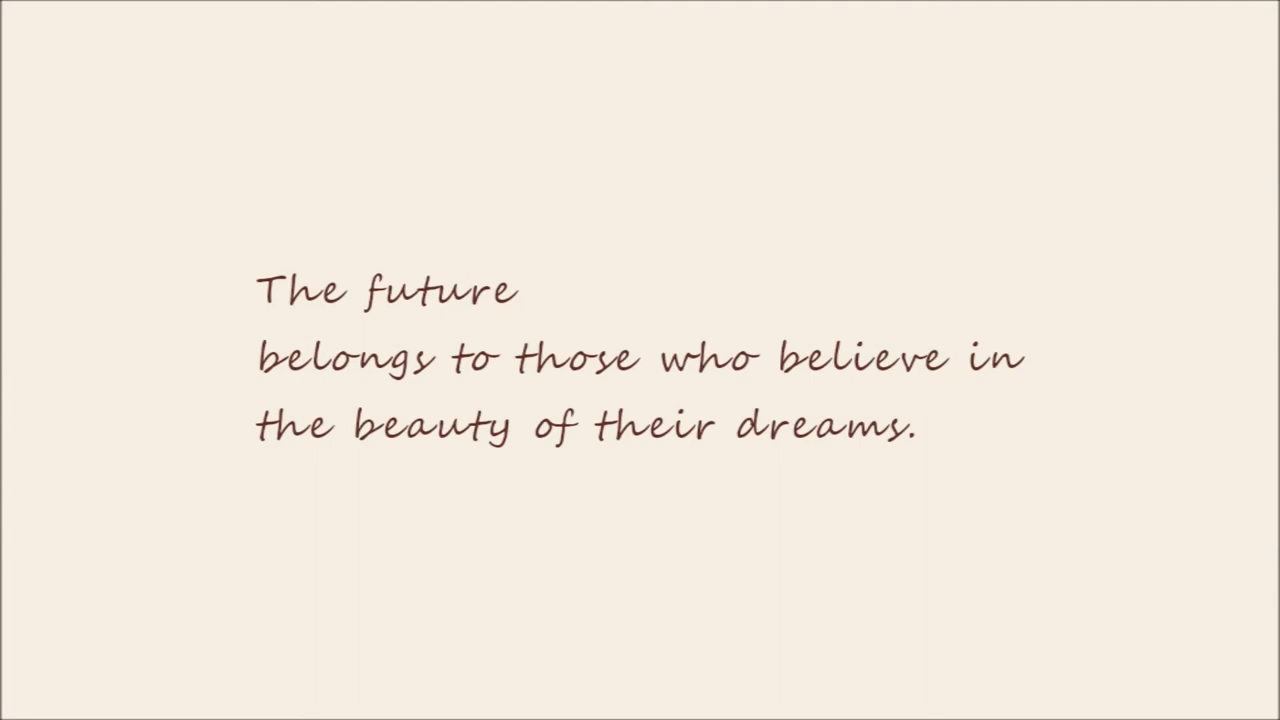 The future
belongs to those who believe in
the beauty of their dreams.